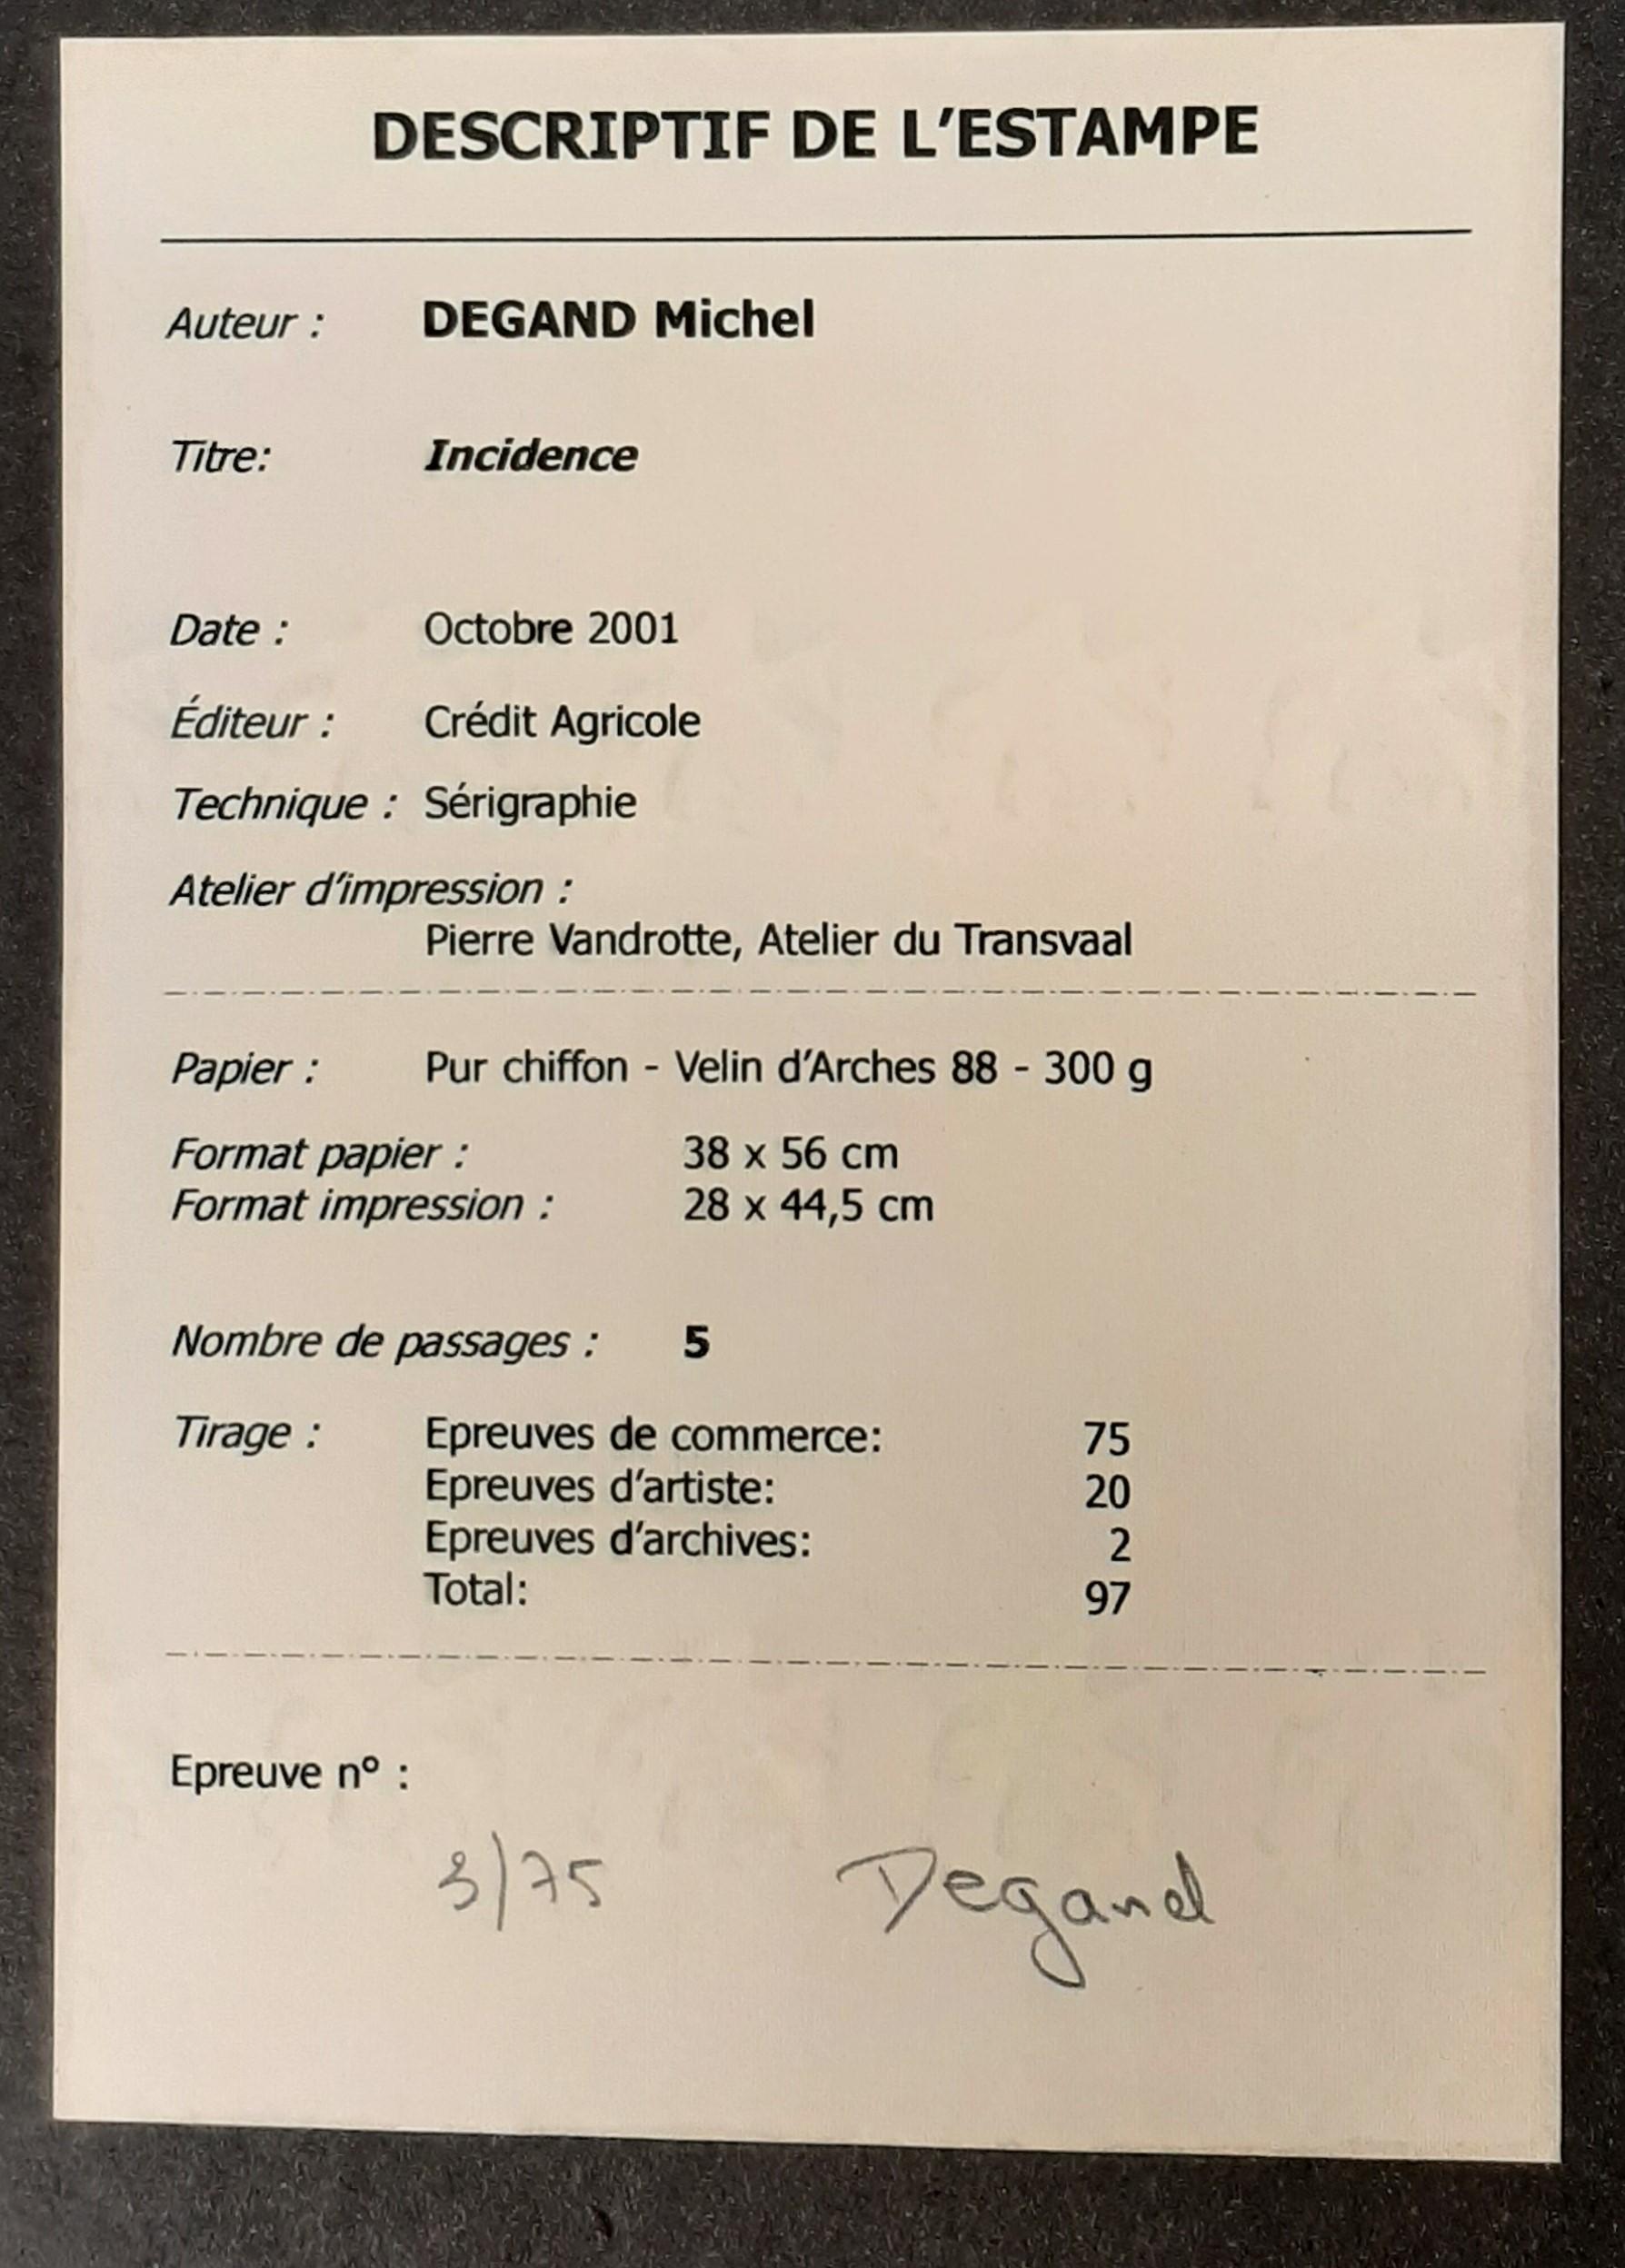 DESCRIPTIF DE L'ESTAMPE
Auteur : DEGAND Michel
Titre: Incidence
Date : Octobre 2001
Éditeur : Crédit Agricole
Technique : Sérigraphie
Atelier d'impression :
Pierre Vandrotte, Atelier du Transvaal
Papier : Pur chiffon - Velin d'Arches 88 - 300 g
Format papier : 38 x 56 cm
Format impression : 28 x 44,5 cm
Nombre de passages : 5
Tirage : Epreuves de commerce: 75
Epreuves d'artiste: 20
Epreuves d'archives: 2
Total: 97
Epreuve n° :
3/75 Degand